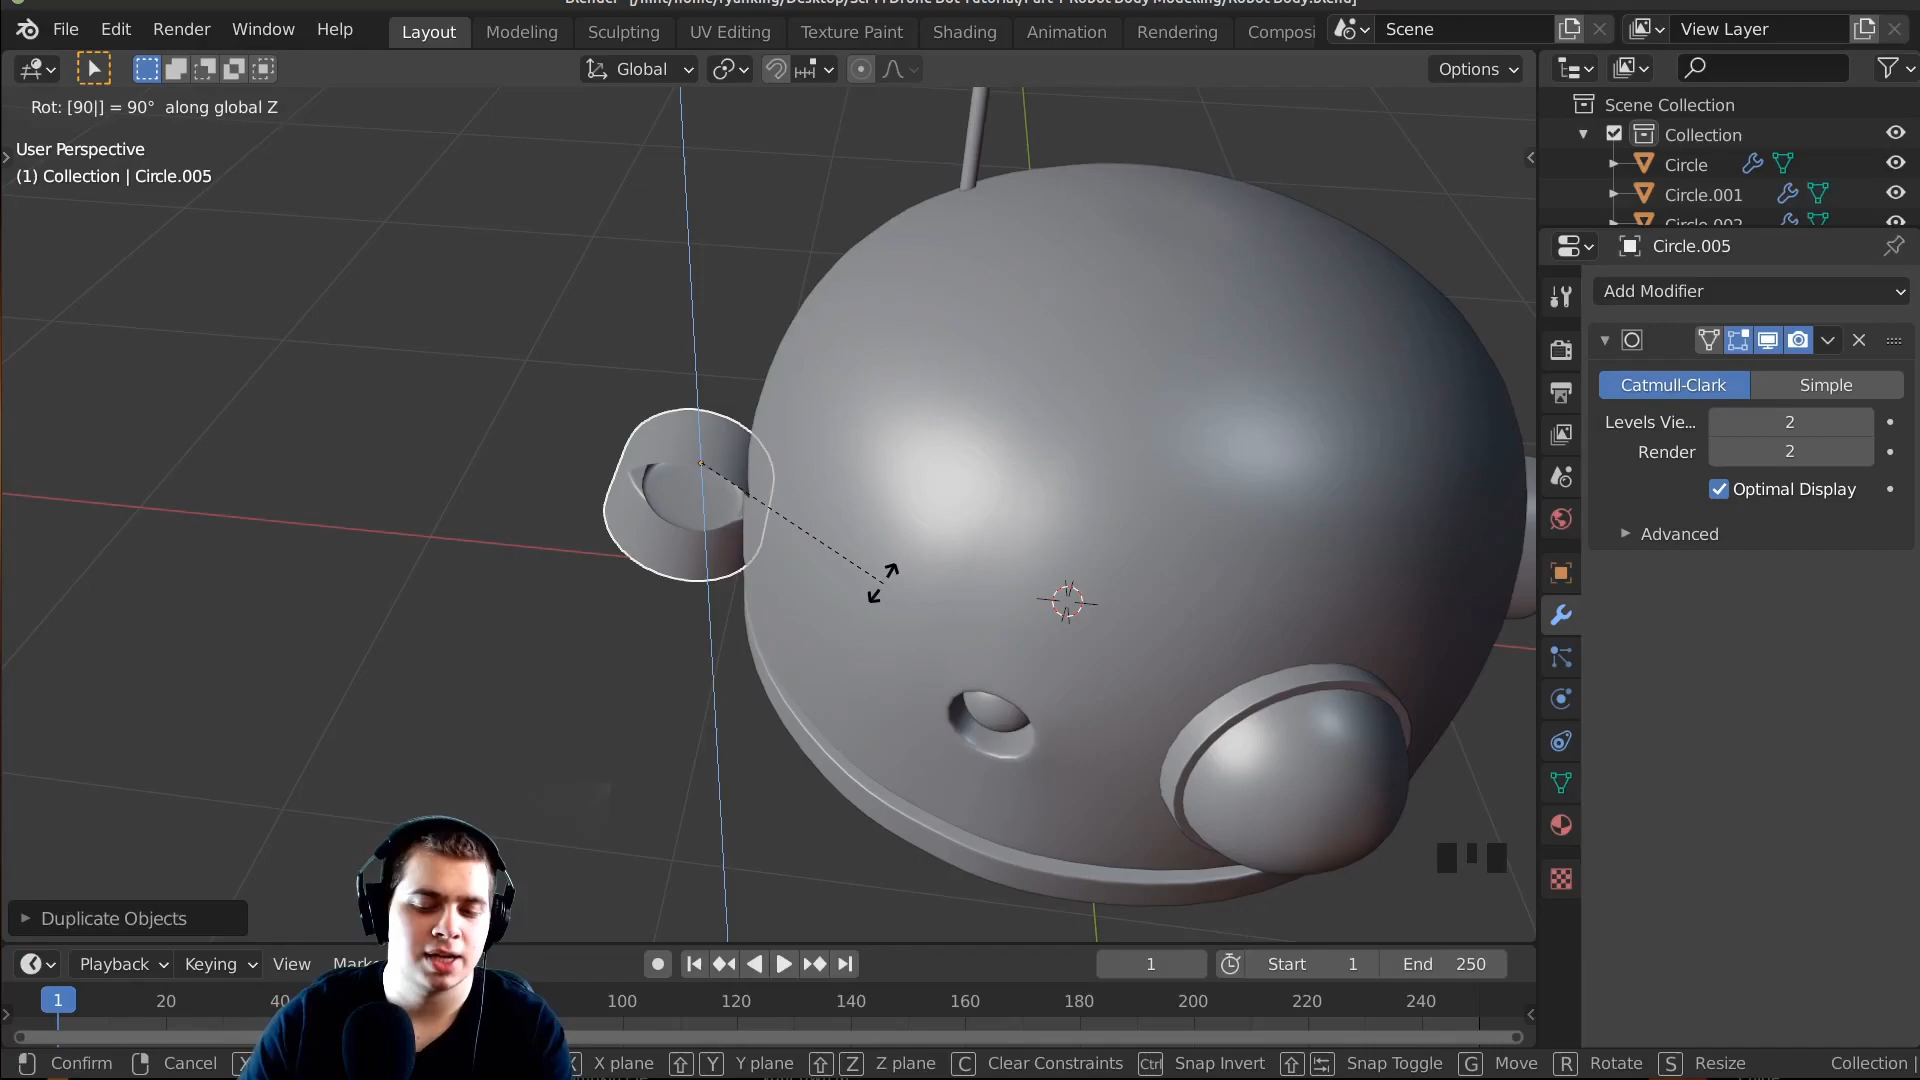 File Edit Render Window Help Layout Modeling Sculpting UV Editing Texture Paint Shading Animation Rendering Composi Scene View Layer
Global Options
Rot: [90|] = 90° along global Z
User Perspective
(1) Collection | Circle.005
Scene Collection
Collection
Circle
Circle.001
Circle.002
Circle.005
Add Modifier
Catmull-Clark Simple
Levels Vie... 2
Render 2
Optimal Display
Advanced
Duplicate Objects
Playback Keying View Marke 1 Start 1 End 250
1 20 40 100 120 140 160 180 200 220 240
Confirm Cancel X X plane Y Y plane Z Z plane C Clear Constraints Ctrl Snap Invert Snap Toggle G Move R Rotate S Resize Collection |